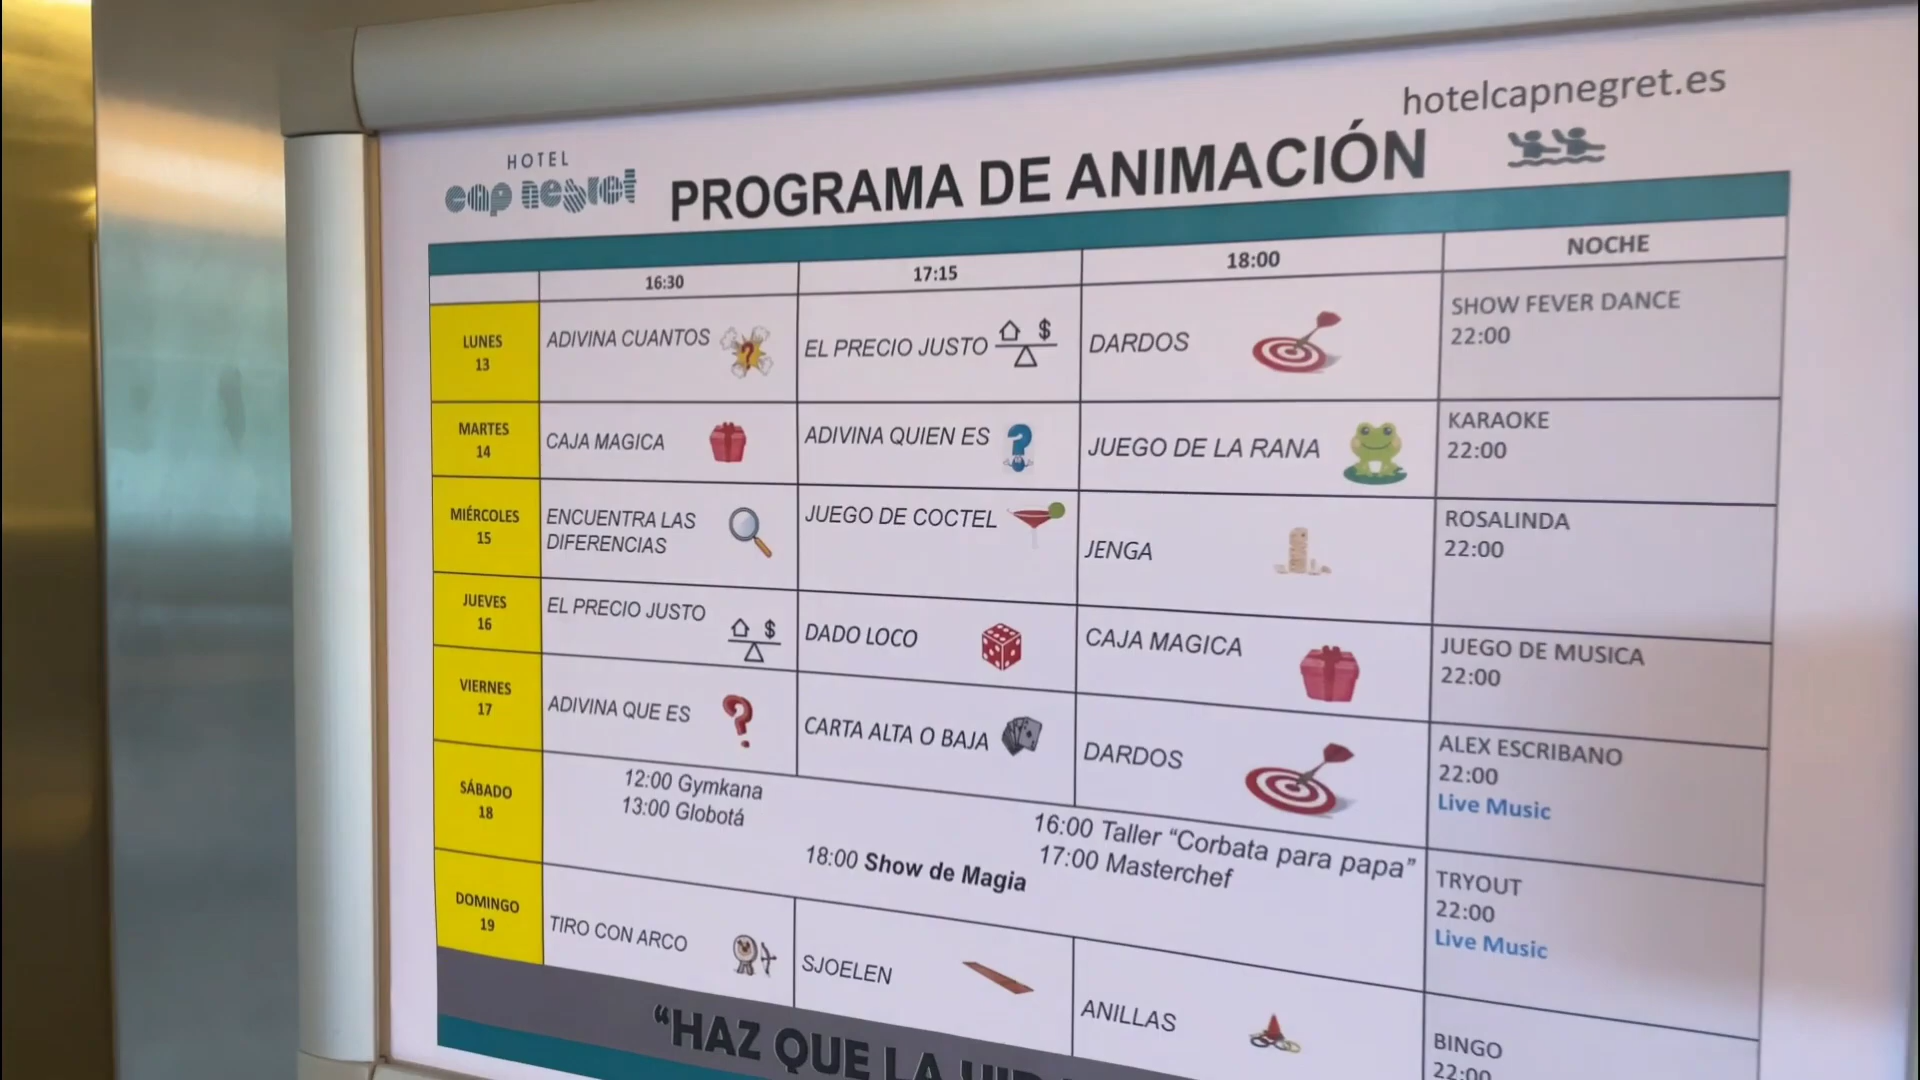 hotelcapnegret.es
HOTEL
cap negret
PROGRAMA DE ANIMACIÓN
16:30
17:15
18:00
NOCHE
LUNES
13
ADIVINA CUANTOS
?
EL PRECIO JUSTO
$
DARDOS
SHOW FEVER DANCE
22:00
MARTES
14
CAJA MAGICA
ADIVINA QUIEN ES
?
JUEGO DE LA RANA
KARAOKE
22:00
MIÉRCOLES
15
ENCUENTRA LAS
DIFERENCIAS
JUEGO DE COCTEL
JENGA
ROSALINDA
22:00
JUEVES
16
EL PRECIO JUSTO
$
DADO LOCO
CAJA MAGICA
JUEGO DE MUSICA
22:00
VIERNES
17
ADIVINA QUE ES
?
CARTA ALTA O BAJA
DARDOS
ALEX ESCRIBANO
22:00
Live Music
SÁBADO
18
12:00 Gymkana
13:00 Globotá
16:00 Taller “Corbata para papa”
17:00 Masterchef
18:00 Show de Magia
TRYOUT
22:00
Live Music
DOMINGO
19
TIRO CON ARCO
SJOELEN
ANILLAS
BINGO
22:00
“HAZ QUE LA